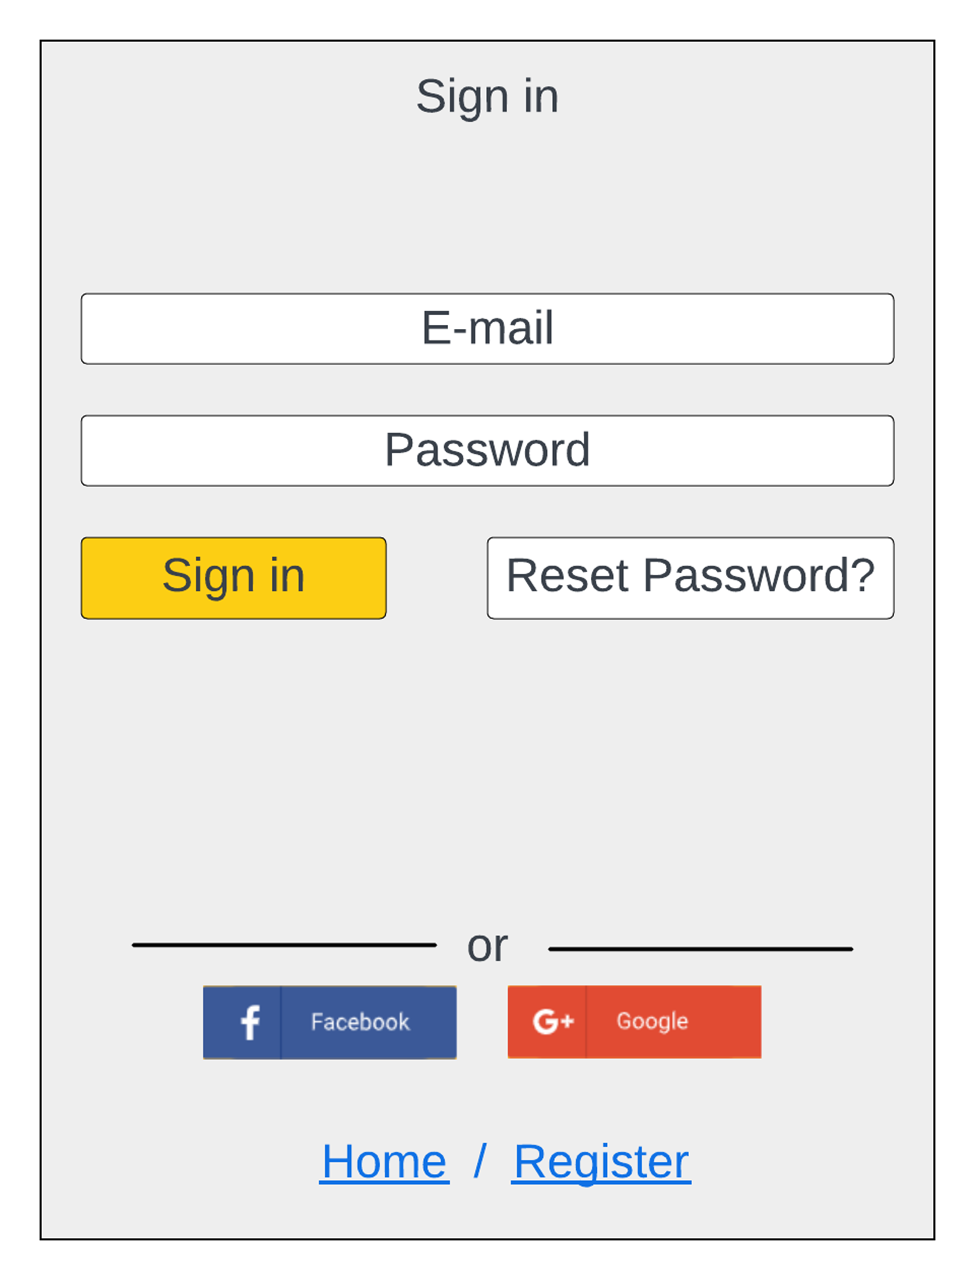 Sign in
E-mail
Password
Sign in
Reset Password?
or
f Facebook
G+ Google
Home / Register